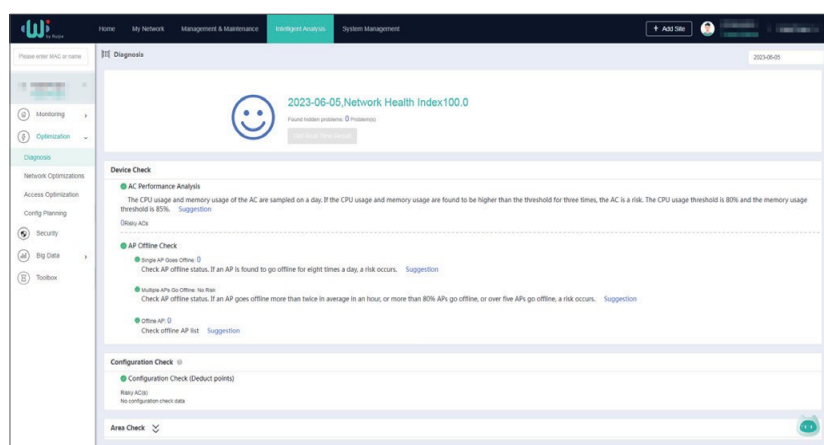 by Ruijie
Home My Network Management & Maintenance Intelligent Analysis System Management
+ Add Site
Please enter MAC or name
Diagnosis
2023-06-05
Monitoring
Optimization
Diagnosis
Network Optimizations
Access Optimization
Config Planning
Security
Big Data
Toolbox
2023-06-05,Network Health Index100.0
Found hidden problems: 0 Problem(s)
Device Check
AC Performance Analysis
The CPU usage and memory usage of the AC are sampled on a day. If the CPU usage and memory usage are found to be higher than the threshold for three times, the AC is a risk. The CPU usage threshold is 80% and the memory usage
threshold is 85%. Suggestion
0Risky ACs
AP Offline Check
Single AP Goes Offline: 0
Check AP offline status. If an AP is found to go offline for eight times a day, a risk occurs. Suggestion
Multiple APs Go Offline: No Risk
Check AP offline status. If an AP goes offline more than twice in average in an hour, or more than 80% APs go offline, or over five APs go offline, a risk occurs. Suggestion
Offline AP: 0
Check offline AP list Suggestion
Configuration Check
Configuration Check (Deduct points)
Risky AC(s)
No configuration check data
Area Check